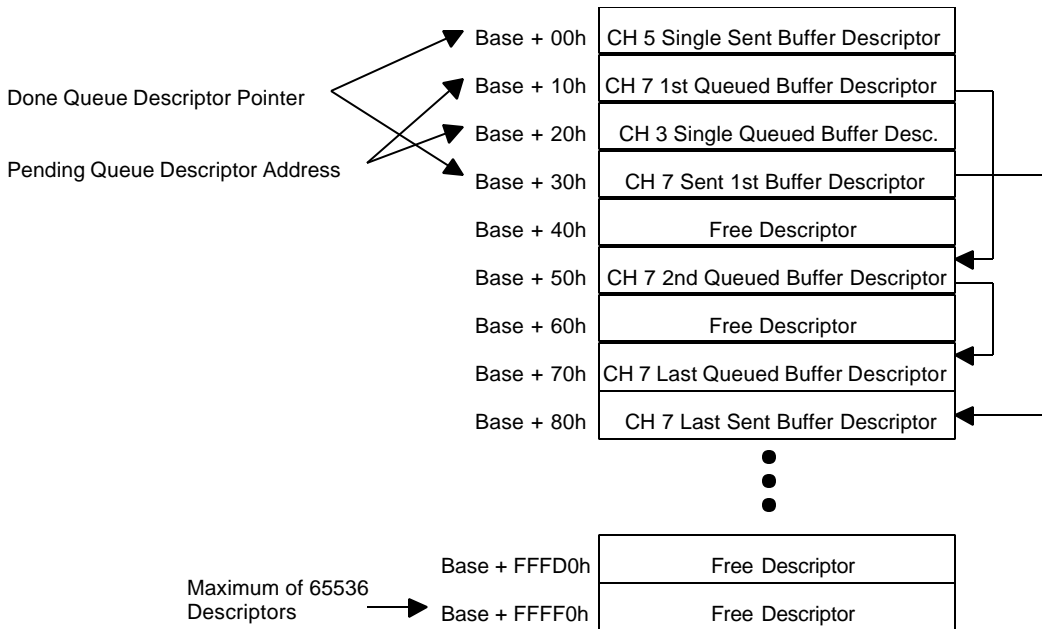 Base + 00h CH 5 Single Sent Buffer Descriptor
Done Queue Descriptor Pointer
Base + 10h CH 7 1st Queued Buffer Descriptor
Base + 20h CH 3 Single Queued Buffer Desc.
Pending Queue Descriptor Address
Base + 30h CH 7 Sent 1st Buffer Descriptor
Base + 40h Free Descriptor
Base + 50h CH 7 2nd Queued Buffer Descriptor
Base + 60h Free Descriptor
Base + 70h CH 7 Last Queued Buffer Descriptor
Base + 80h CH 7 Last Sent Buffer Descriptor
Base + FFFD0h Free Descriptor
Maximum of 65536
Descriptors
Base + FFFF0h Free Descriptor